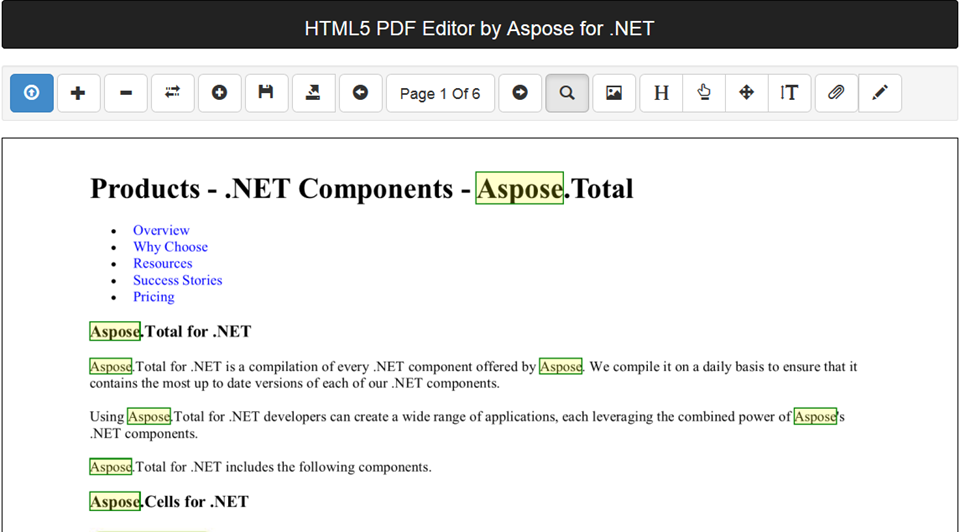 HTML5 PDF Editor by Aspose for .NET
Page 1 Of 6
H
T
Products - .NET Components - Aspose.Total
Overview
Why Choose
Resources
Success Stories
Pricing
Aspose.Total for .NET
Aspose.Total for .NET is a compilation of every .NET component offered by Aspose. We compile it on a daily basis to ensure that it
contains the most up to date versions of each of our .NET components.
Using Aspose.Total for .NET developers can create a wide range of applications, each leveraging the combined power of Aspose's
.NET components.
Aspose.Total for .NET includes the following components.
Aspose.Cells for .NET